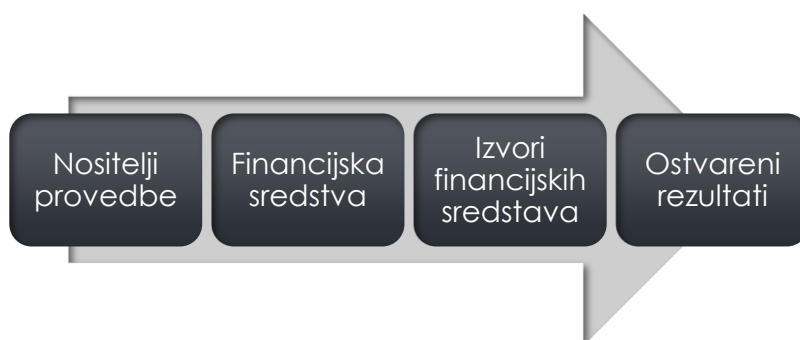 Nositelji
provedbe
Financijska
sredstva
Izvori
financijskih
sredstava
Ostvareni
rezultati